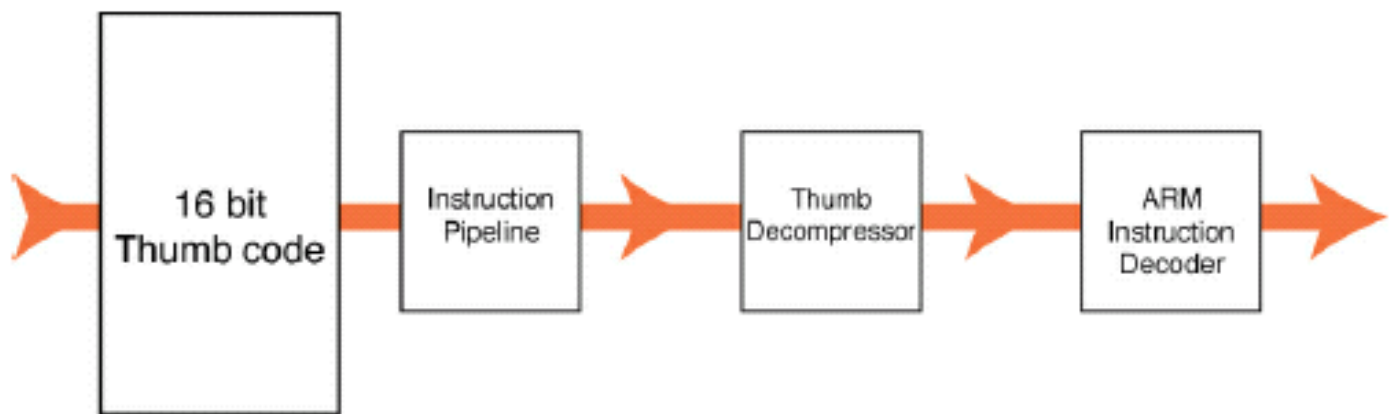 16 bit
Thumb code
Instruction
Pipeline
Thumb
Decompressor
ARM
Instruction
Decoder